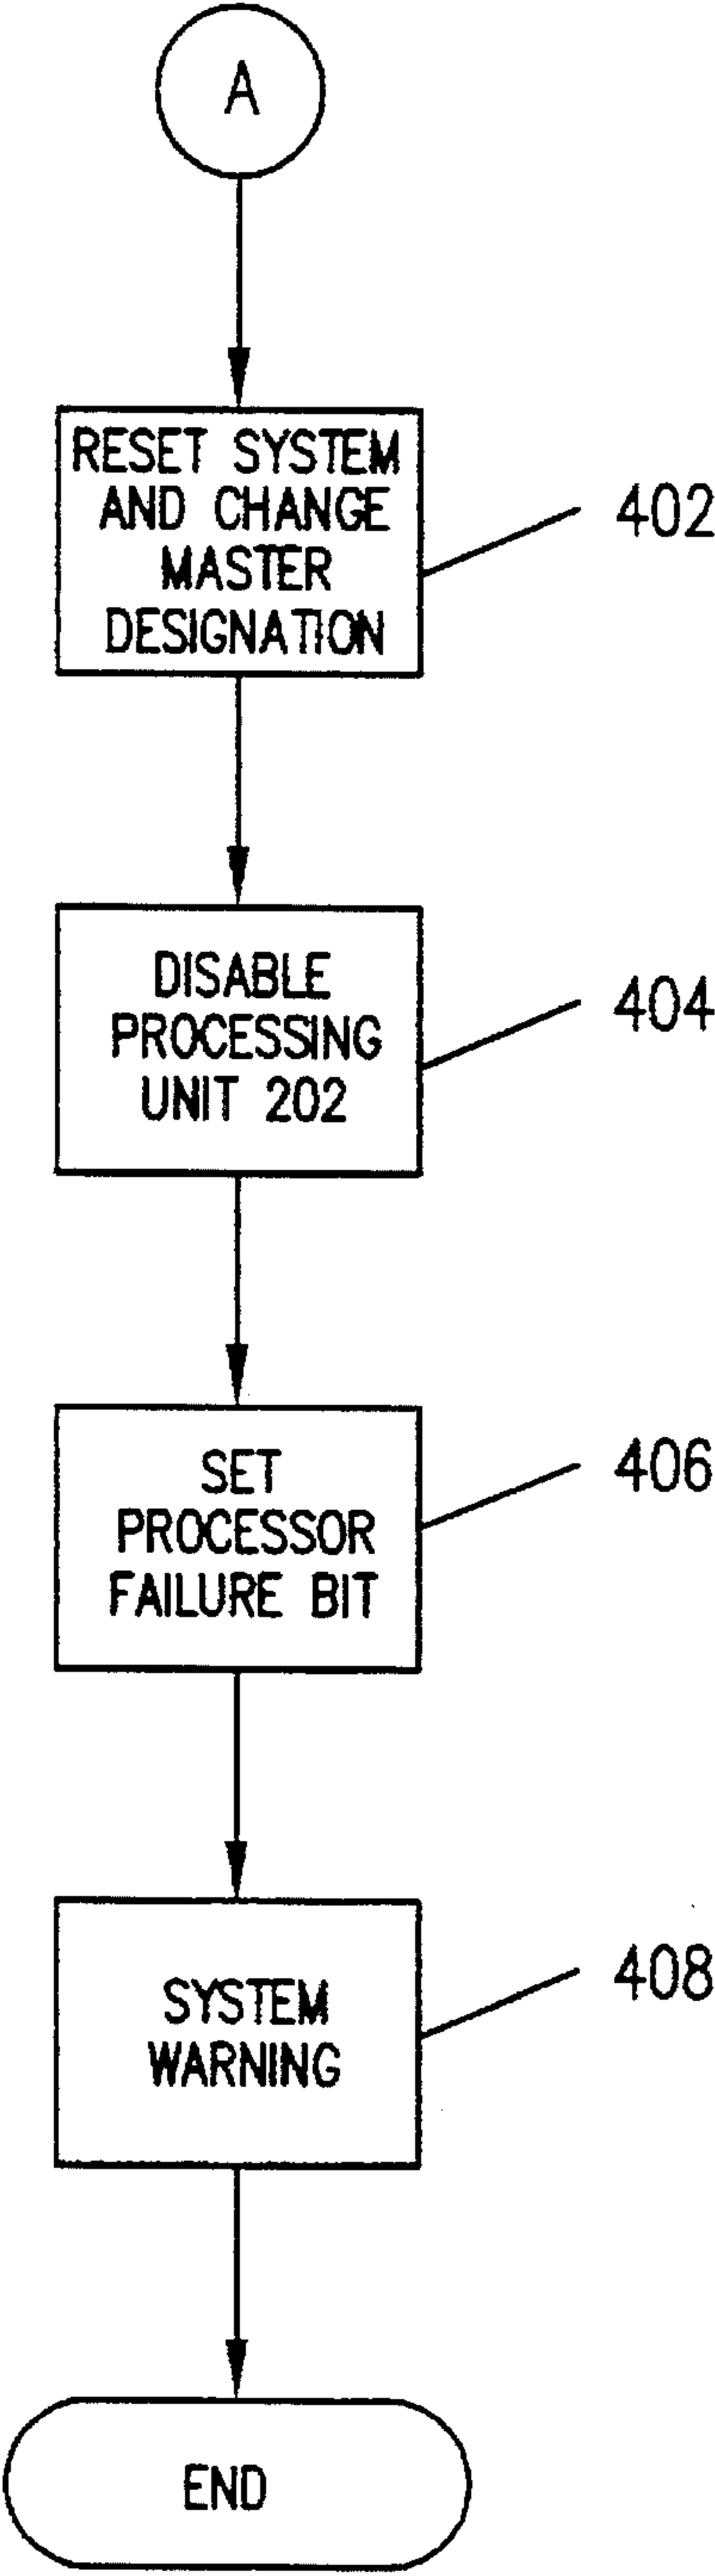 A
RESET SYSTEM
AND CHANGE
MASTER
DESIGNATION
402
DISABLE
PROCESSING
UNIT 202
404
SET
PROCESSOR
FAILURE BIT
406
SYSTEM
WARNING
408
END